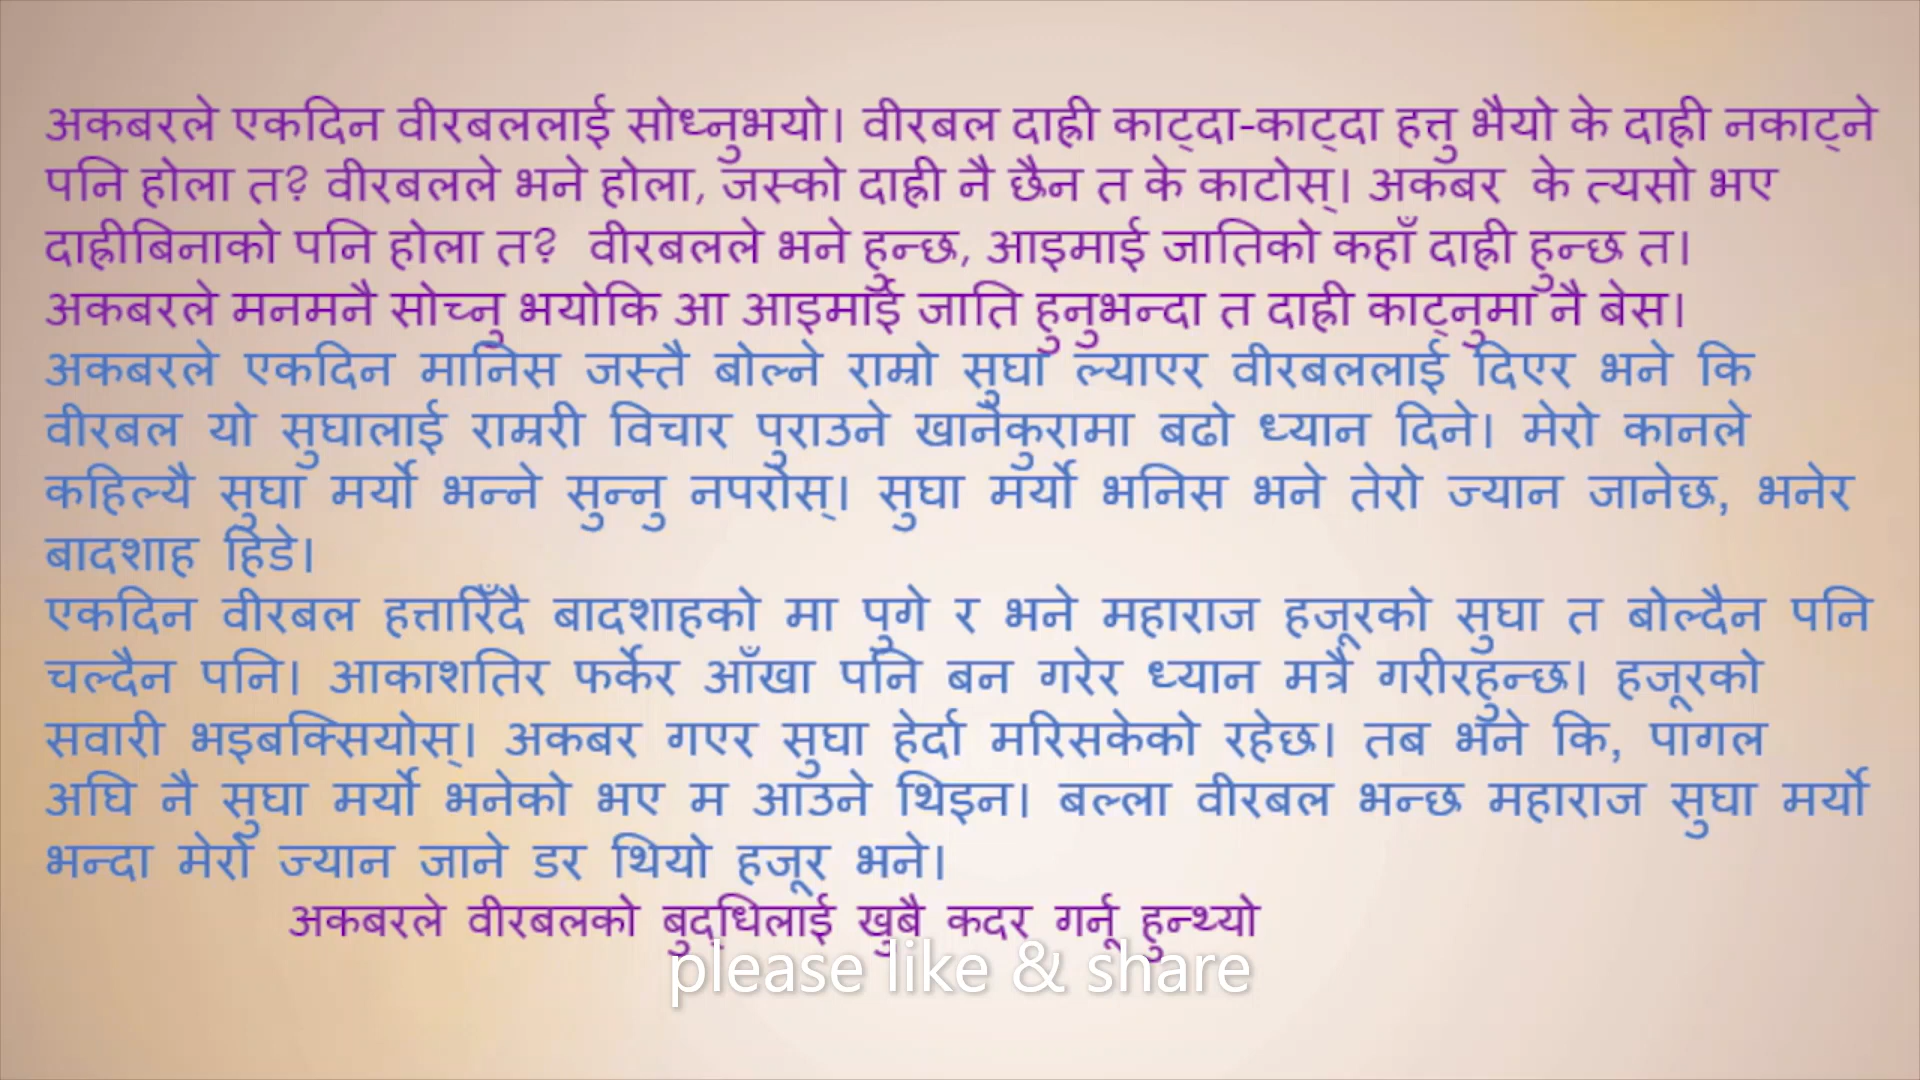 अकबरले एकदिन वीरबललाई सोध्नुभयो। वीरबल दाह्री काट्दा-काट्दा हत्तु भैयो के दाह्री नकाट्ने
पनि होला त? वीरबलले भने होला, जस्को दाह्री नै छैन त के काटोस्। अकबर के त्यसो भए
दाह्रीबिनाको पनि होला त? वीरबलले भने हुन्छ, आइमाई जातिको कहाँ दाह्री हुन्छ त।
अकबरले मनमनै सोच्नु भयोकि आ आइमाई जाति हुनुभन्दा त दाह्री काट्नुमा नै बेस।
अकबरले एकदिन मानिस जस्तै बोल्ने राम्रो सुघा ल्याएर वीरबललाई दिएर भने कि
वीरबल यो सुघालाई राम्ररी विचार पुराउने खानेकुरामा बढो ध्यान दिने। मेरो कानले
कहिल्यै सुघा मर्यो भन्ने सुन्नु नपरोस्। सुघा मर्यो भनिस भने तेरो ज्यान जानेछ, भनेर
बादशाह हिडे।
एकदिन वीरबल हत्तारिँदै बादशाहको मा पुगे र भने महाराज हजूरको सुघा त बोल्दैन पनि
चल्दैन पनि। आकाशतिर फर्केर आँखा पनि बन गरेर ध्यान मत्रै गरीरहुन्छ। हजूरको
सवारी भइबक्सियोस्। अकबर गएर सुघा हेर्दा मरिसकेको रहेछ। तब भने कि, पागल
अघि नै सुघा मर्यो भनेको भए म आउने थिइन। बल्ला वीरबल भन्छ महाराज सुघा मर्यो
भन्दा मेरो ज्यान जाने डर थियो हजूर भने।
अकबरले वीरबलको बुद्धिलाई खुबै कदर गर्नू हुन्थ्यो
please like & share